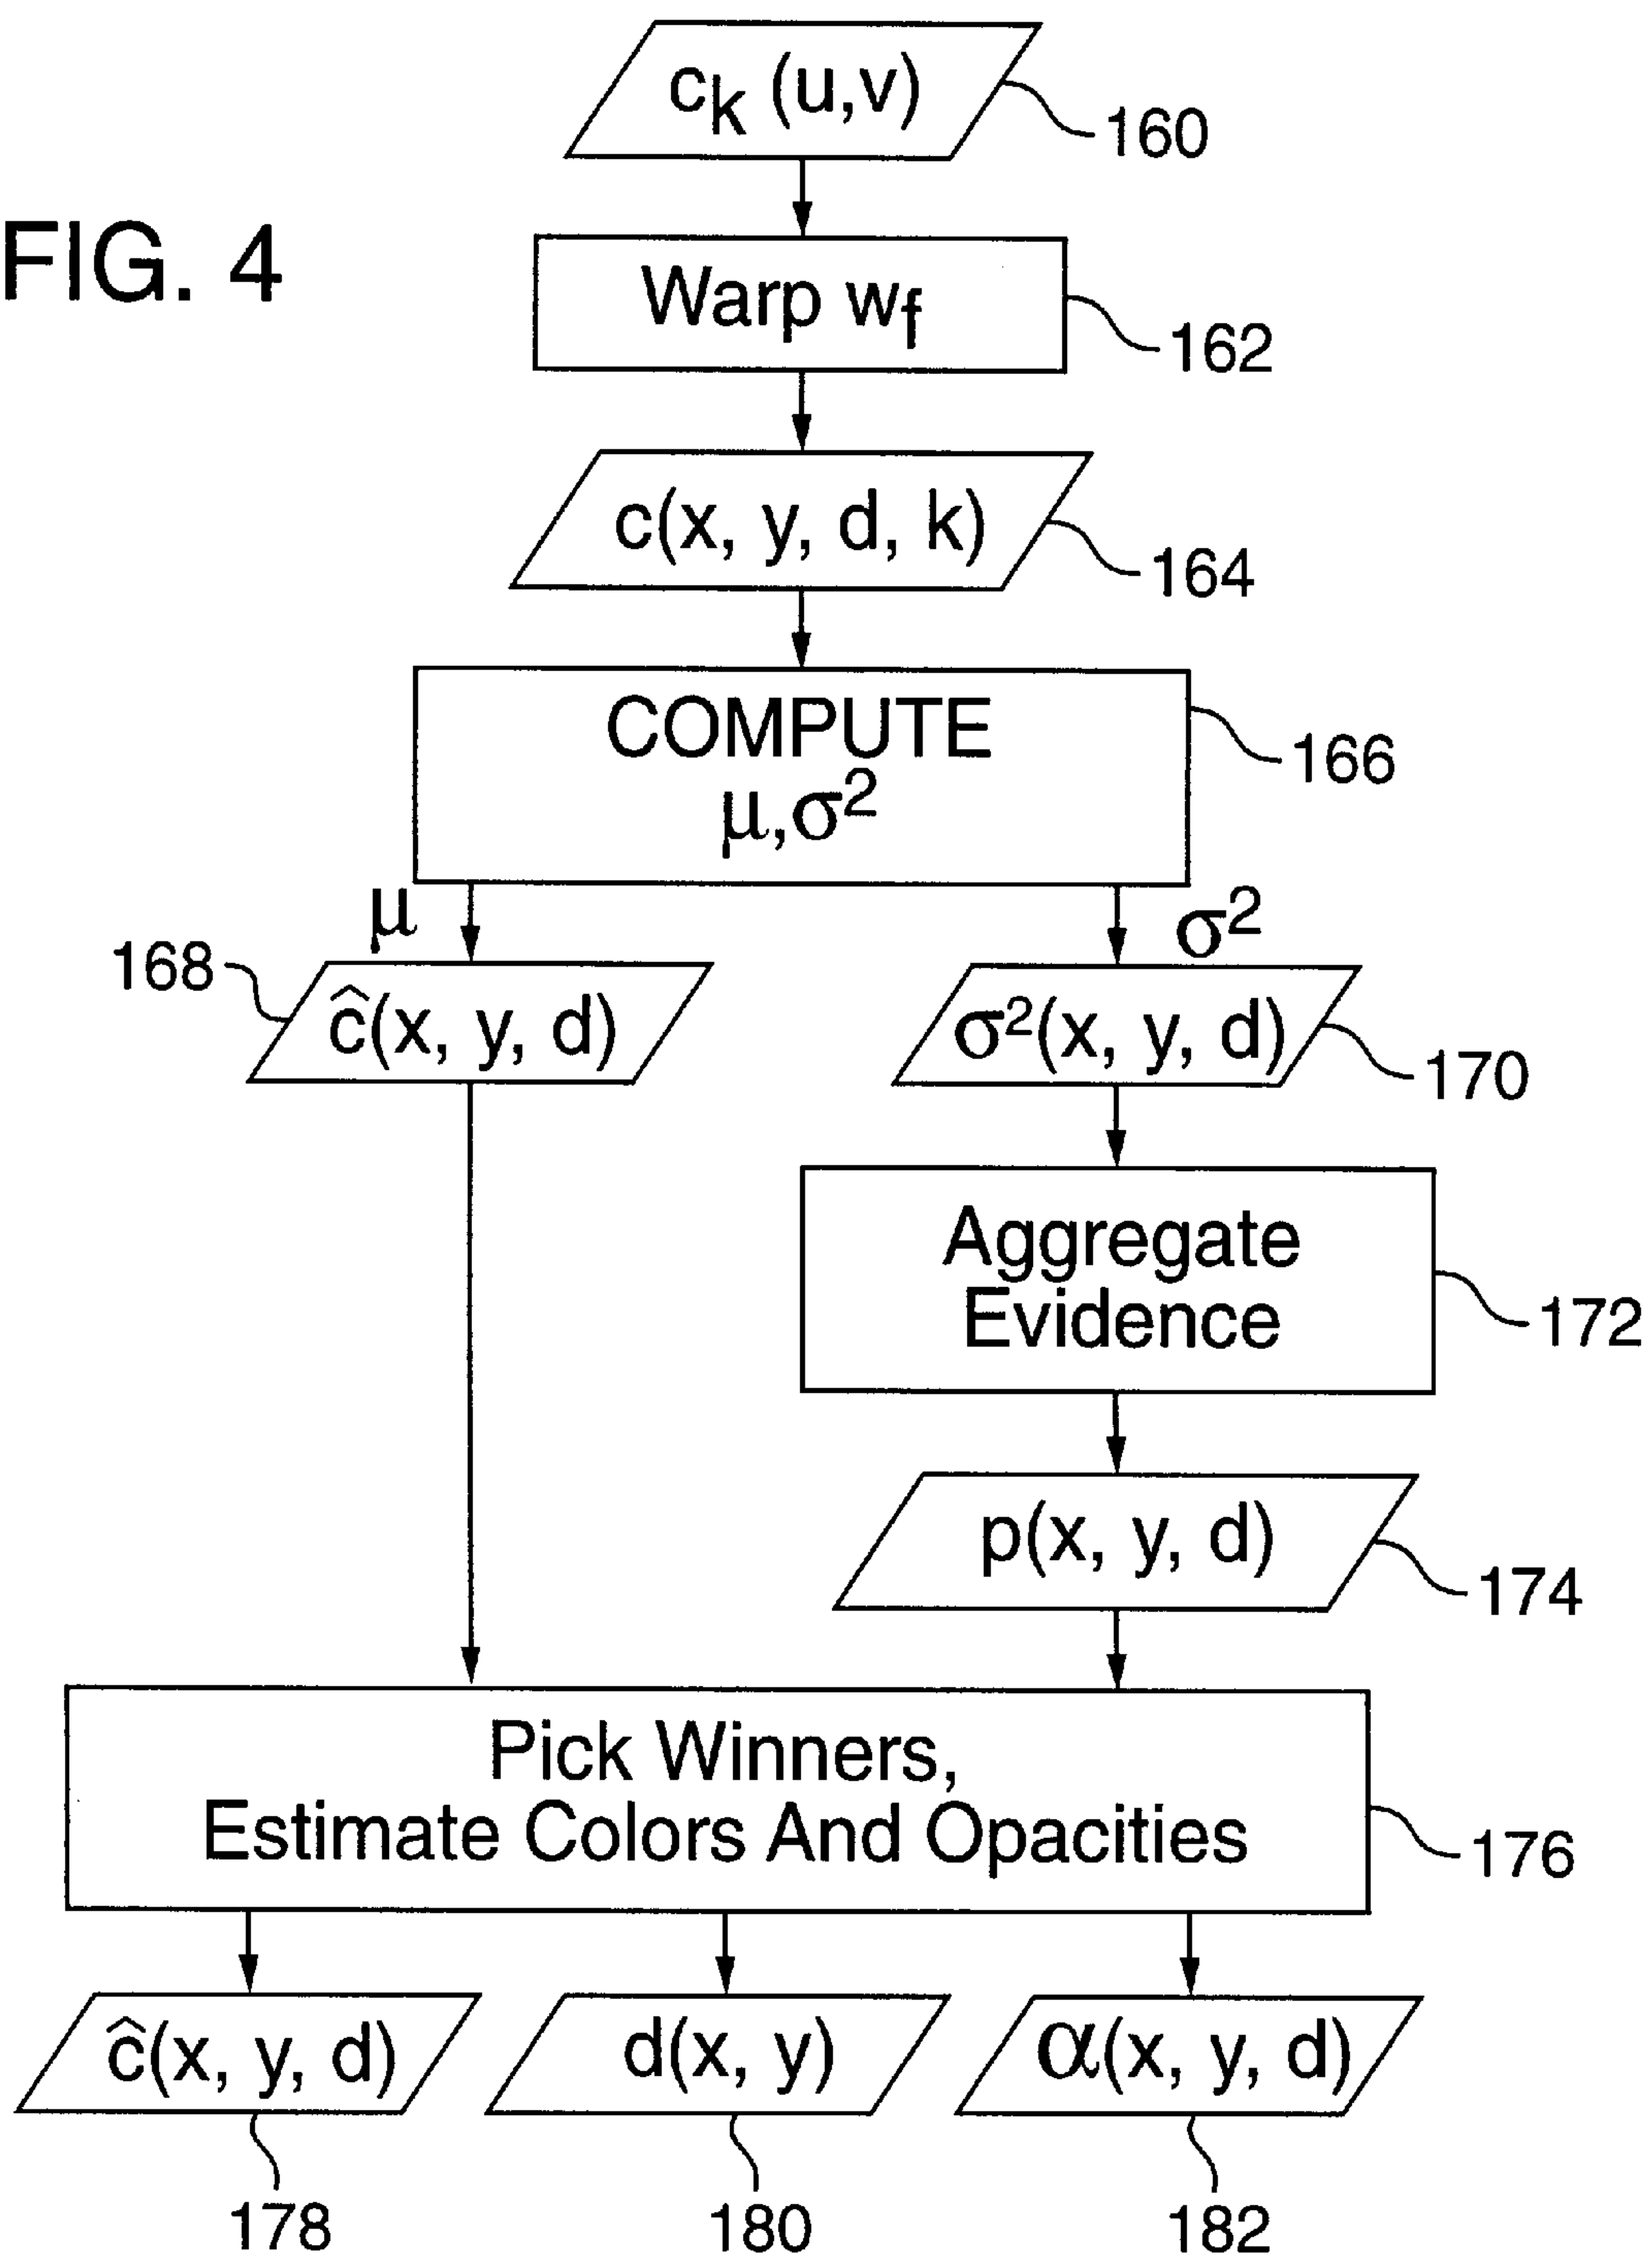 c_k (u,v)
160
FIG. 4
Warp w_f
162
c(x, y, d, k)
164
COMPUTE
μ,σ²
166
μ
σ²
168
ĉ(x, y, d)
σ²(x, y, d)
170
Aggregate
Evidence
172
p(x, y, d)
174
Pick Winners,
Estimate Colors And Opacities
176
ĉ(x, y, d)
d(x, y)
α(x, y, d)
178
180
182